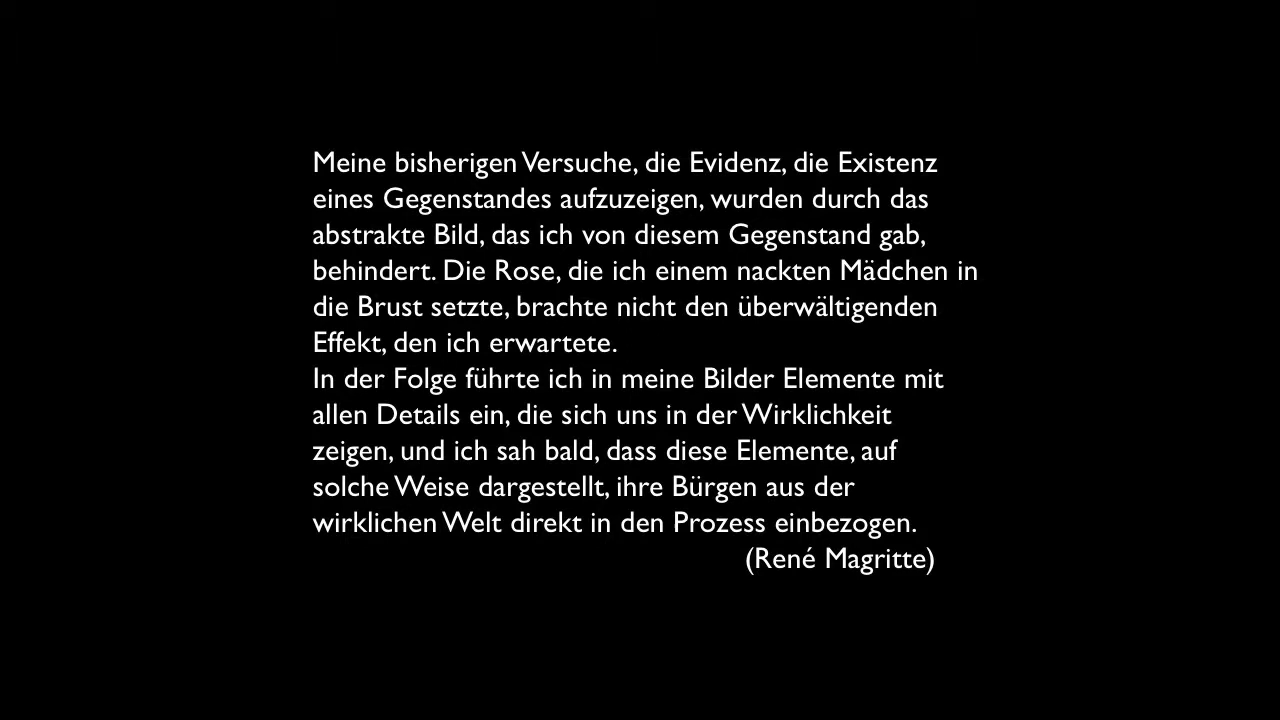 Meine bisherigen Versuche, die Evidenz, die Existenz
eines Gegenstandes aufzuzeigen, wurden durch das
abstrakte Bild, das ich von diesem Gegenstand gab,
behindert. Die Rose, die ich einem nackten Mädchen in
die Brust setzte, brachte nicht den überwältigenden
Effekt, den ich erwartete.
In der Folge führte ich in meine Bilder Elemente mit
allen Details ein, die sich uns in der Wirklichkeit
zeigen, und ich sah bald, dass diese Elemente, auf
solche Weise dargestellt, ihre Bürgen aus der
wirklichen Welt direkt in den Prozess einbezogen.
(René Magritte)